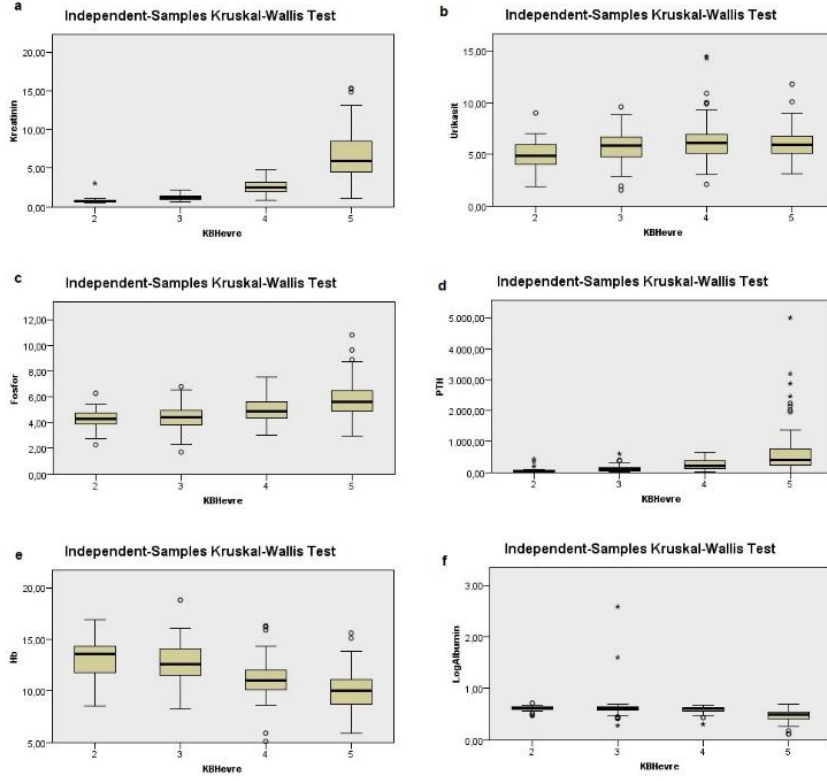 a
Independent-Samples Kruskal-Wallis Test
20,00
15,00
10,00
5,00
0,00
Kreatinin
2 3 4 5
KBHevre
b
Independent-Samples Kruskal-Wallis Test
15,00
10,00
5,00
0,00
Urikasit
2 3 4 5
KBHevre
c
Independent-Samples Kruskal-Wallis Test
12,00
10,00
8,00
6,00
4,00
2,00
0,00
Fosfor
2 3 4 5
KBHevre
d
Independent-Samples Kruskal-Wallis Test
5.000,00
4.000,00
3.000,00
2.000,00
1.000,00
0,00
PTH
2 3 4 5
KBHevre
e
Independent-Samples Kruskal-Wallis Test
20,00
15,00
10,00
5,00
Hb
2 3 4 5
KBHevre
f
Independent-Samples Kruskal-Wallis Test
3,00
2,00
1,00
0,00
LogAlbumin
2 3 4 5
KBHevre